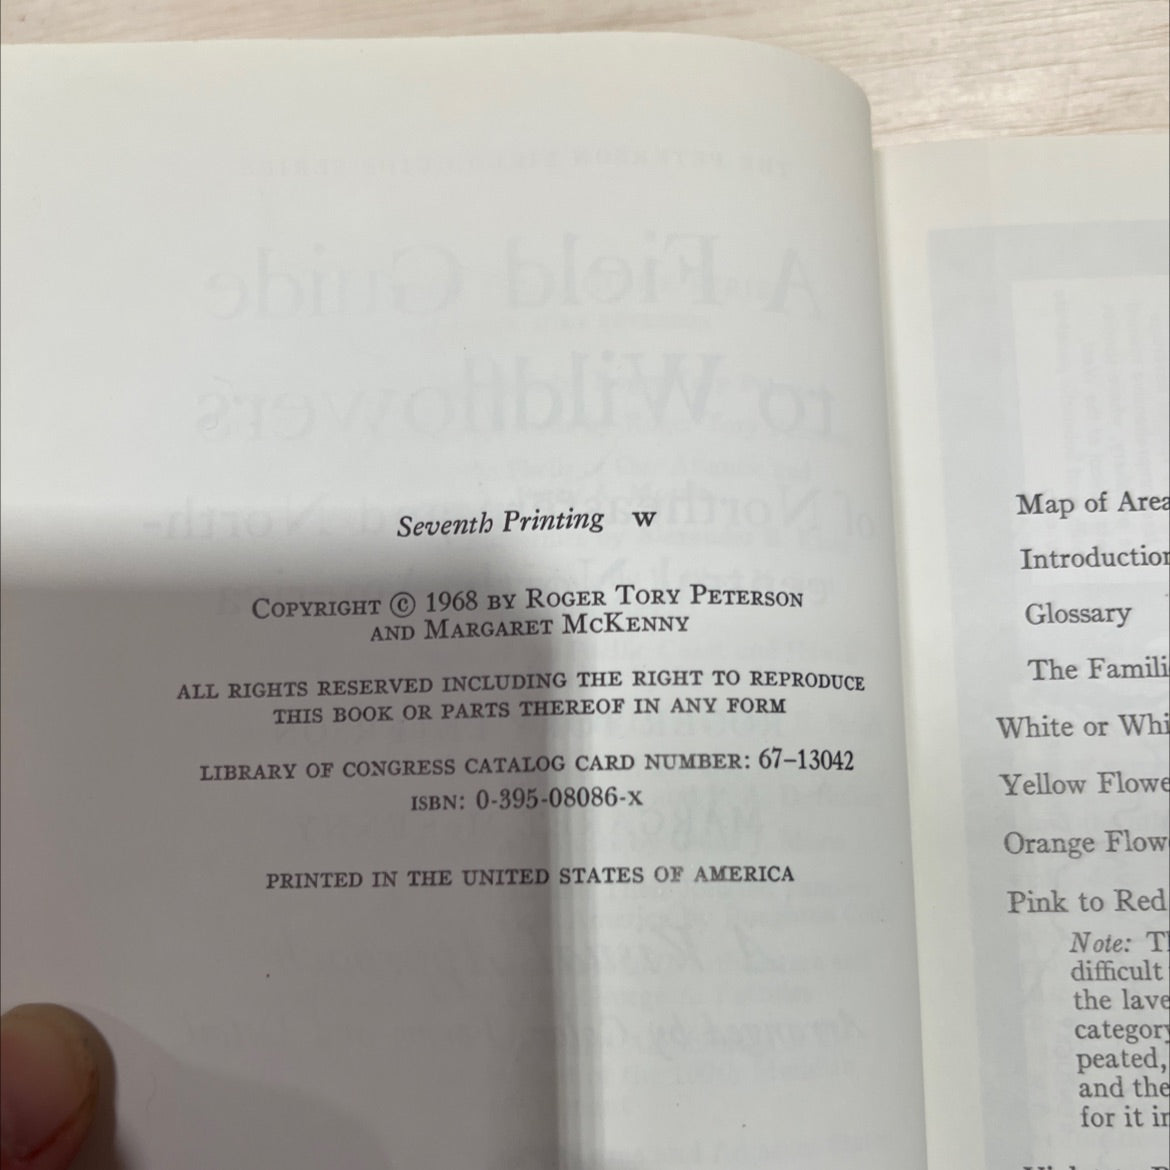 Seventh Printing W
COPYRIGHT © 1968 BY ROGER TORY PETERSON
AND MARGARET MCKENNY
ALL RIGHTS RESERVED INCLUDING THE RIGHT TO REPRODUCE
THIS BOOK OR PARTS THEREOF IN ANY FORM
LIBRARY OF CONGRESS CATALOG CARD NUMBER: 67–13042
ISBN: 0-395-08086-X
PRINTED IN THE UNITED STATES OF AMERICA
Map of Area
Introduction
Glossary
The Famili
White or Whi
Yellow Flowe
Orange Flow
Pink to Red
Note: Th
difficult
the lave
category
peated,
and the
for it in